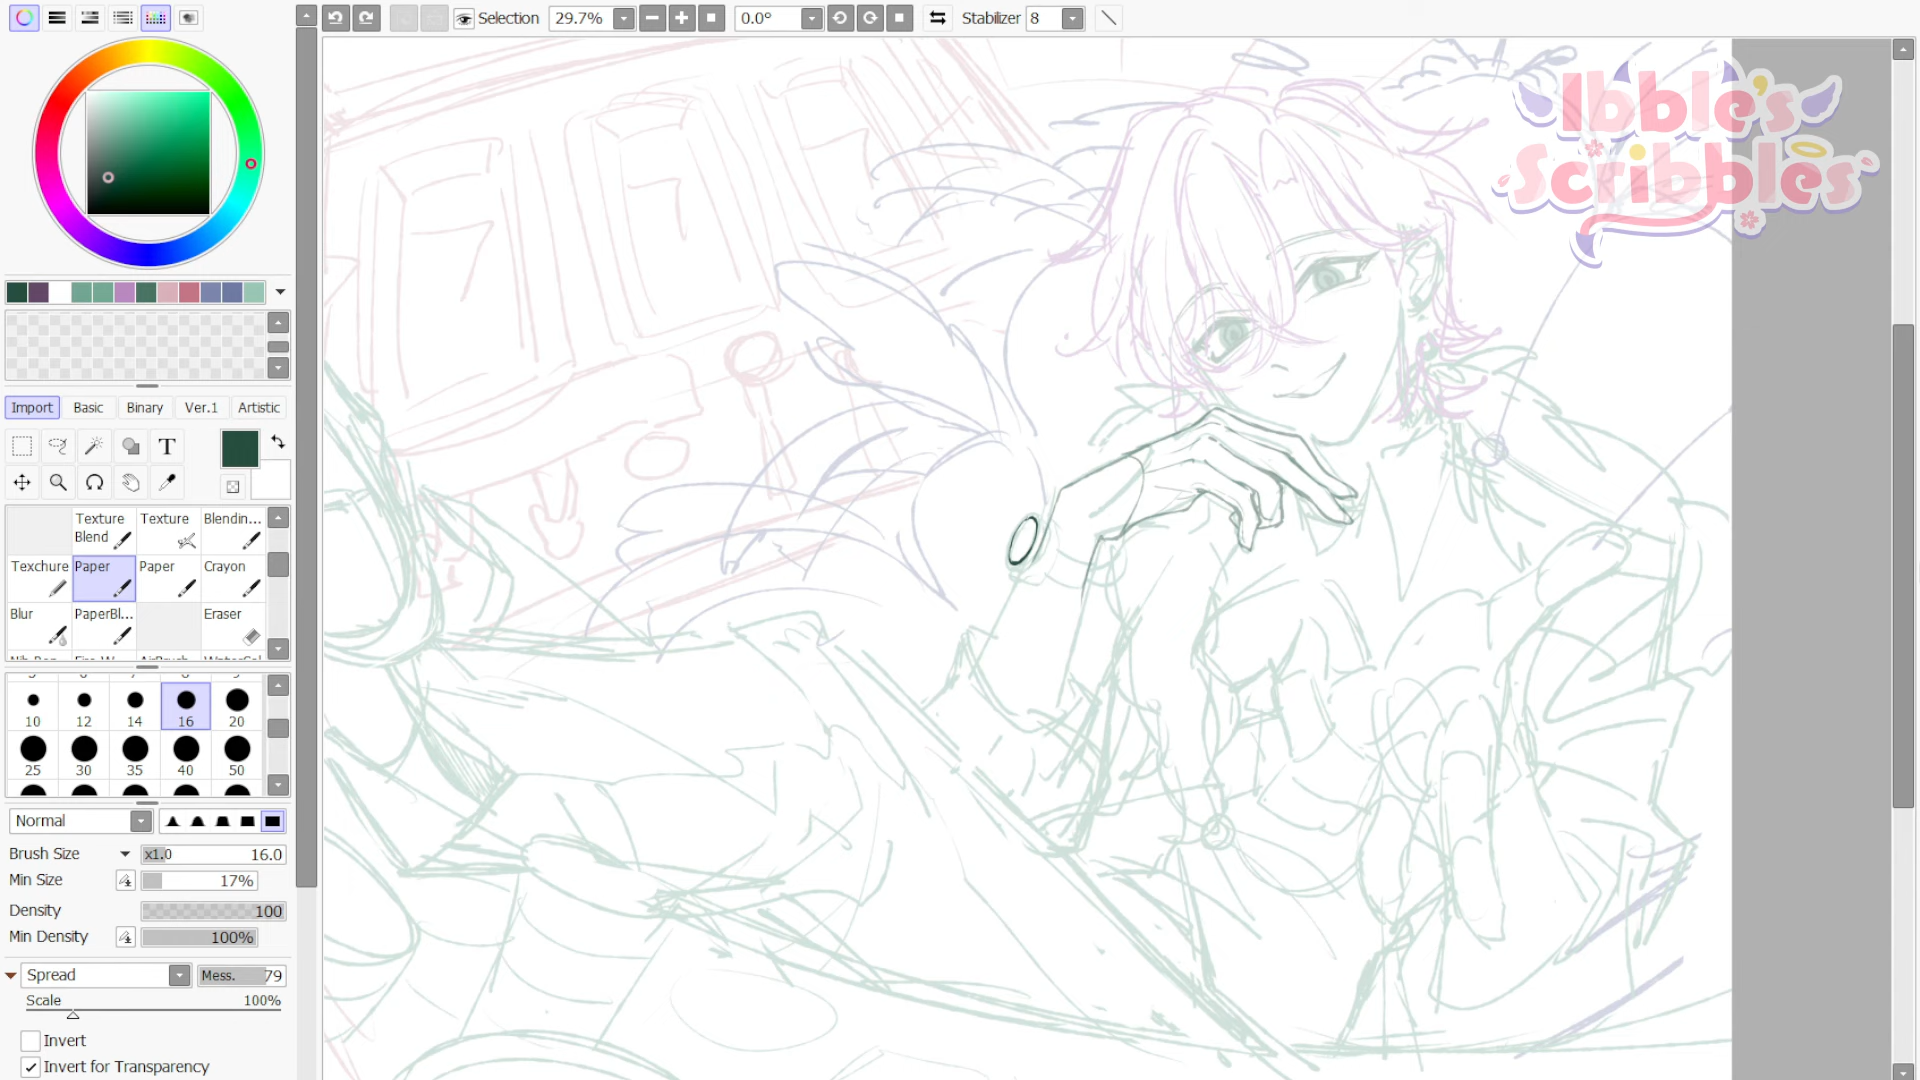 Selection 29.7% 0.0° Stabilizer 8
Ibble's
Scribbles
Import Basic Binary Ver.1 Artistic
T
Texture Blend Texture Blendin...
Texchure Paper Paper Crayon
Blur PaperBl... Eraser
10 12 14 16 20
25 30 35 40 50
Normal
Brush Size x1.0 16.0
Min Size 17%
Density 100
Min Density 100%
Spread Mess. 79
Scale 100%
Invert
Invert for Transparency